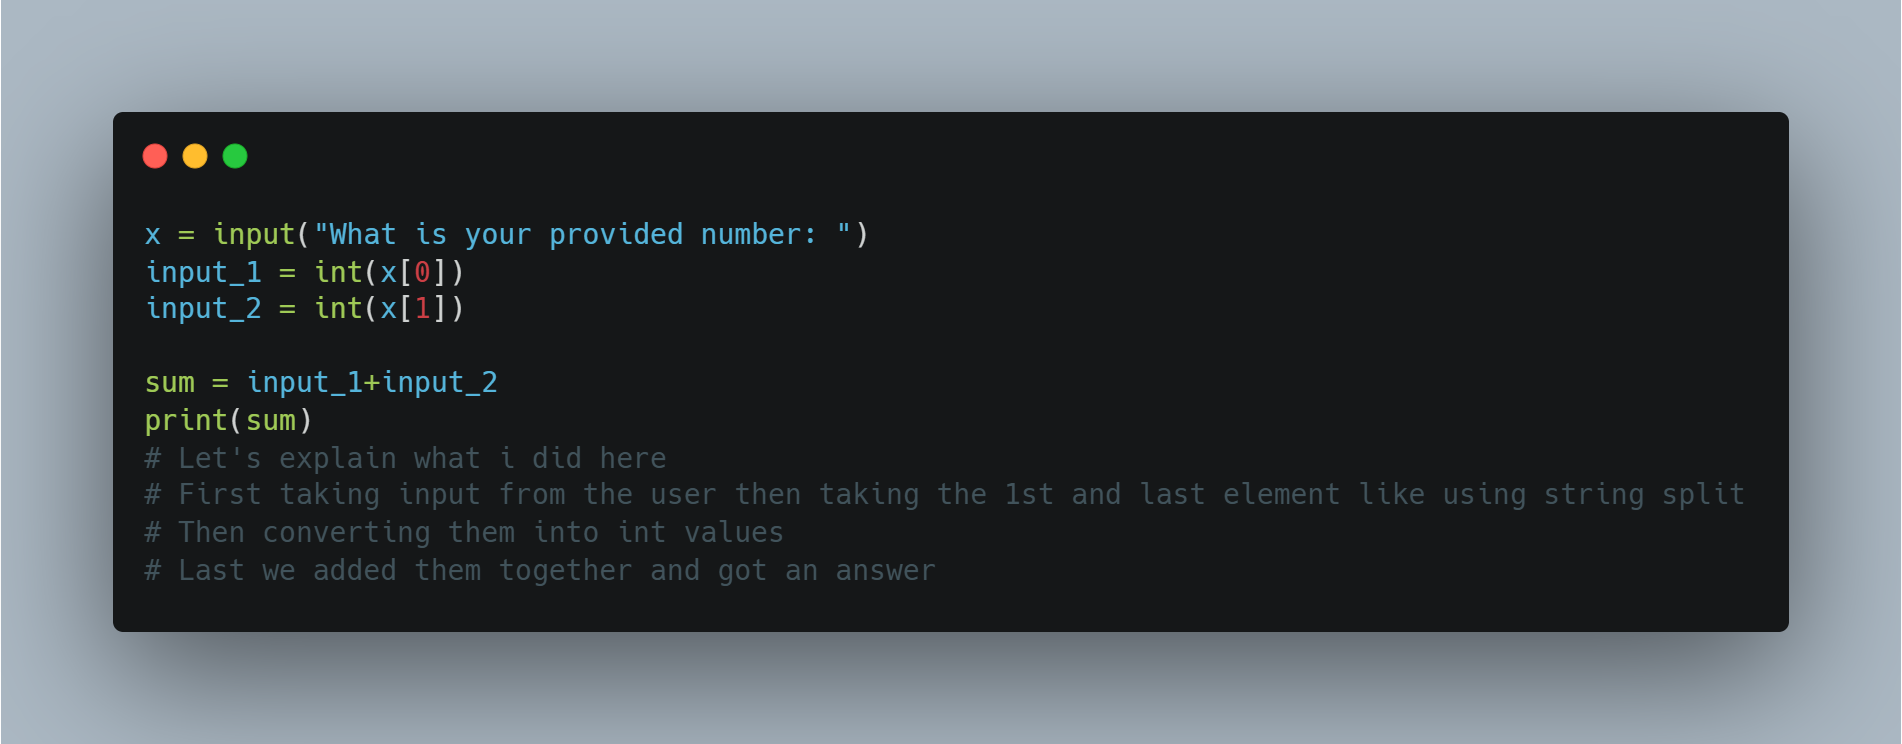 x = input("What is your provided number: ")
input_1 = int(x[0])
input_2 = int(x[1])
sum = input_1+input_2
print(sum)
# Let's explain what i did here
# First taking input from the user then taking the 1st and last element like using string split
# Then converting them into int values
# Last we added them together and got an answer